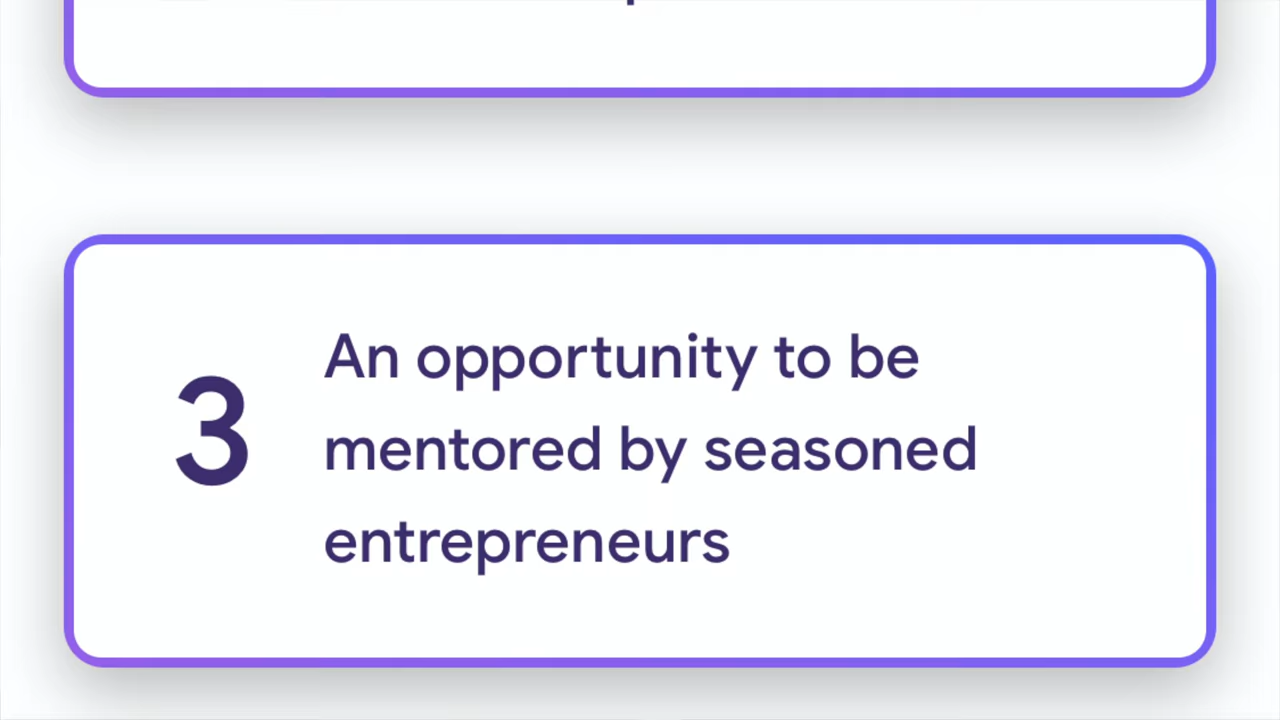 3
An opportunity to be
mentored by seasoned
entrepreneurs